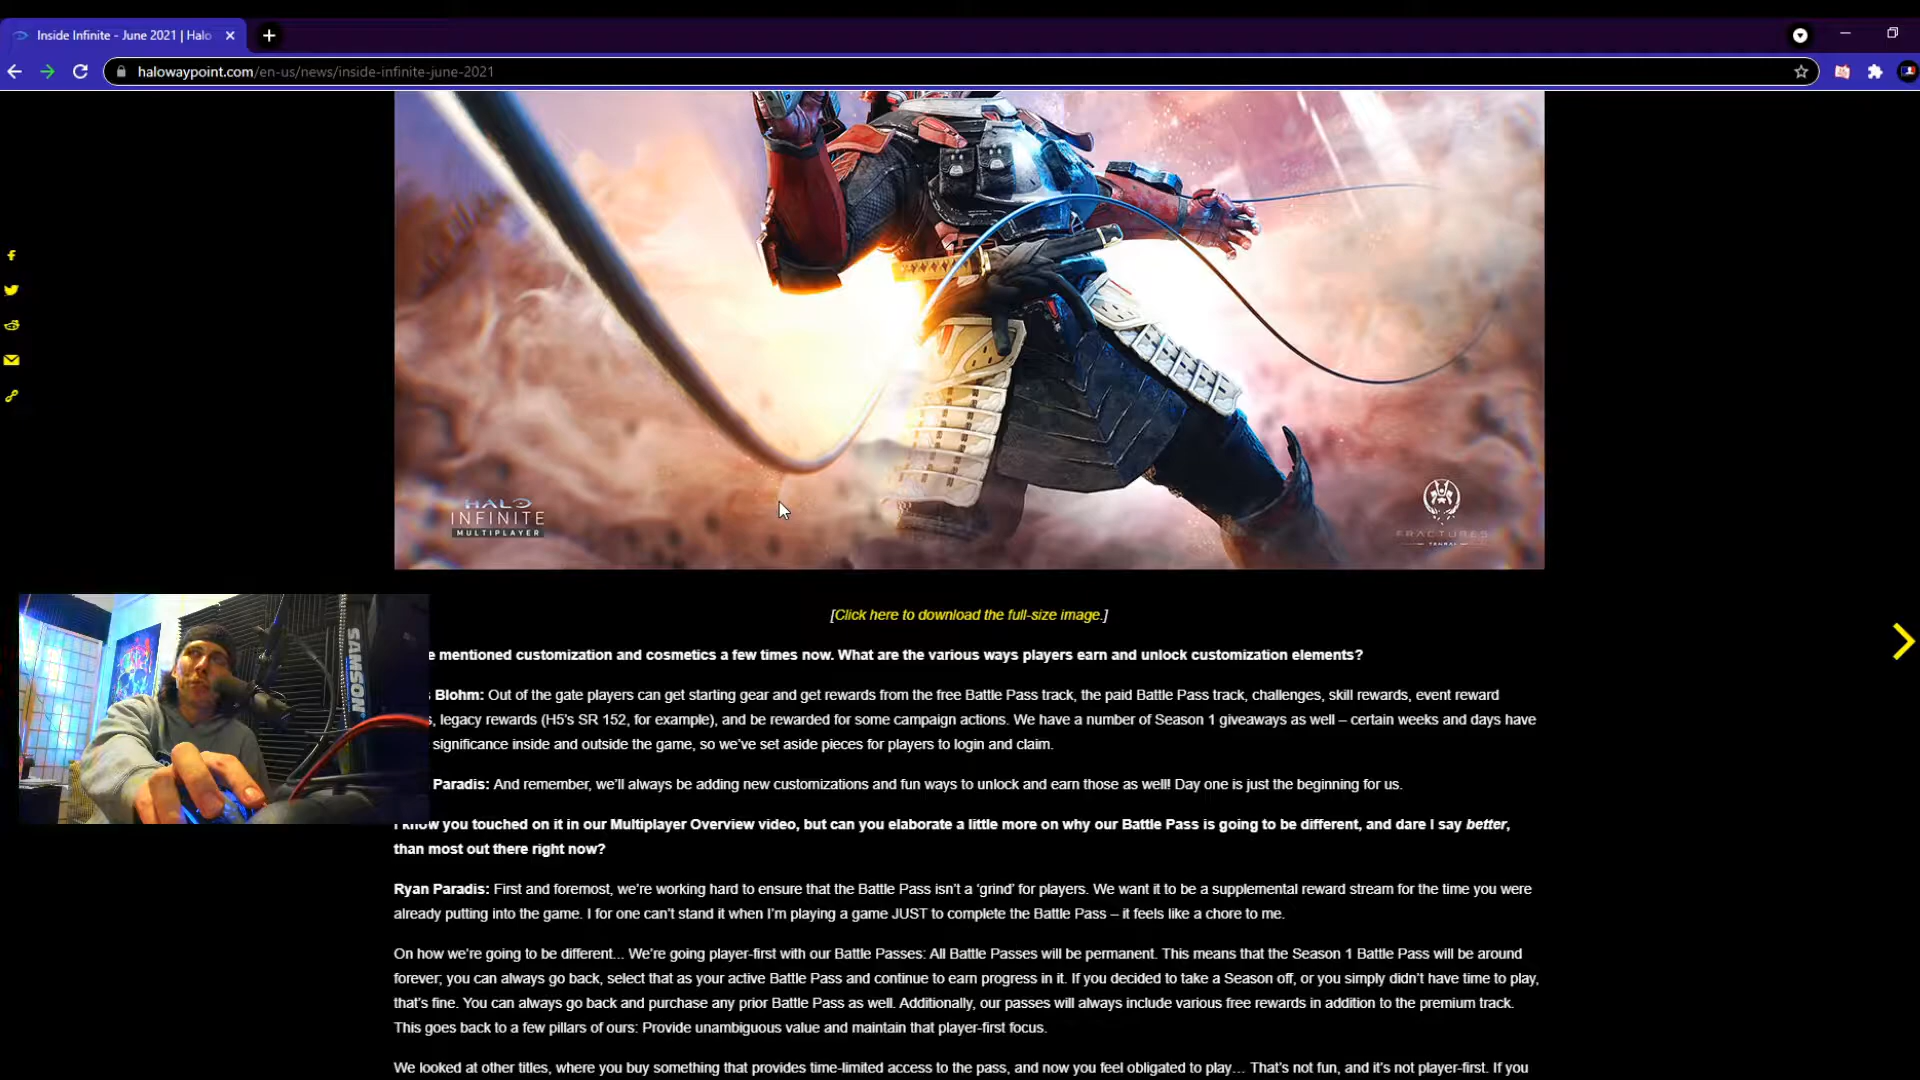 Inside Infinite - June 2021 | Halo
halowaypoint.com/en-us/news/inside-infinite-june-2021
HALO
INFINITE
MULTIPLAYER
FRACTURES
TENRAI
[Click here to download the full-size image.]
e mentioned customization and cosmetics a few times now. What are the various ways players earn and unlock customization elements?
SAMSON
s Blohm: Out of the gate players can get starting gear and get rewards from the free Battle Pass track, the paid Battle Pass track, challenges, skill rewards, event reward
, legacy rewards (H5's SR 152, for example), and be rewarded for some campaign actions. We have a number of Season 1 giveaways as well – certain weeks and days have
significance inside and outside the game, so we've set aside pieces for players to login and claim.
Paradis: And remember, we'll always be adding new customizations and fun ways to unlock and earn those as well! Day one is just the beginning for us.
I know you touched on it in our Multiplayer Overview video, but can you elaborate a little more on why our Battle Pass is going to be different, and dare I say better,
than most out there right now?
Ryan Paradis: First and foremost, we're working hard to ensure that the Battle Pass isn't a 'grind' for players. We want it to be a supplemental reward stream for the time you were
already putting into the game. I for one can't stand it when I'm playing a game JUST to complete the Battle Pass – it feels like a chore to me.
On how we're going to be different... We're going player-first with our Battle Passes: All Battle Passes will be permanent. This means that the Season 1 Battle Pass will be around
forever; you can always go back, select that as your active Battle Pass and continue to earn progress in it. If you decided to take a Season off, or you simply didn't have time to play,
that's fine. You can always go back and purchase any prior Battle Pass as well. Additionally, our passes will always include various free rewards in addition to the premium track.
This goes back to a few pillars of ours: Provide unambiguous value and maintain that player-first focus.
We looked at other titles, where you buy something that provides time-limited access to the pass, and now you feel obligated to play… That's not fun, and it's not player-first. If you